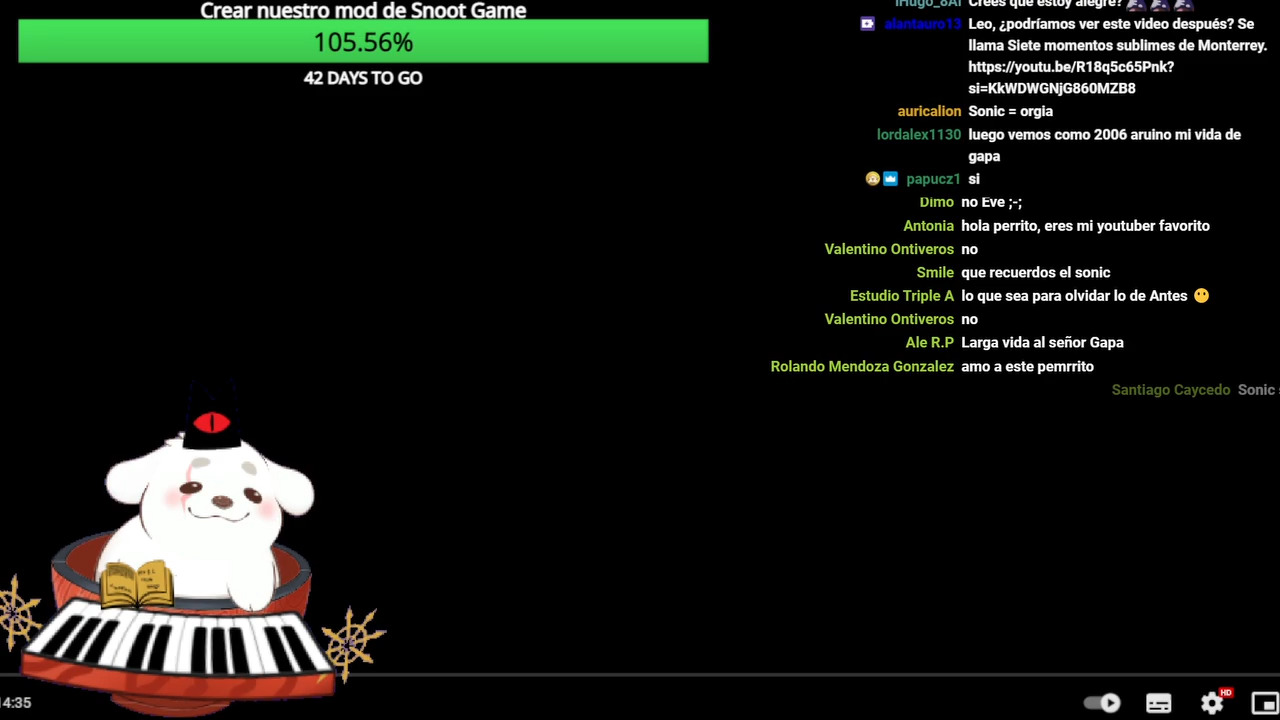 Crear nuestro mod de Snoot Game
105.56%
42 DAYS TO GO
iHugo_8AI Crees que estoy alegre?
alantauro13 Leo, ¿podríamos ver este video después? Se
llama Siete momentos sublimes de Monterrey.
https://youtu.be/R18q5c65Pnk?
si=KkWDWGNjG860MZB8
auricalion Sonic = orgia
lordalex1130 luego vemos como 2006 aruino mi vida de
gapa
papucz1 si
Dimo no Eve ;-;
Antonia hola perrito, eres mi youtuber favorito
Valentino Ontiveros no
Smile que recuerdos el sonic
Estudio Triple A lo que sea para olvidar lo de Antes 😶
Valentino Ontiveros no
Ale R.P Larga vida al señor Gapa
Rolando Mendoza Gonzalez amo a este pemrrito
Santiago Caycedo Sonic
4:35
HD